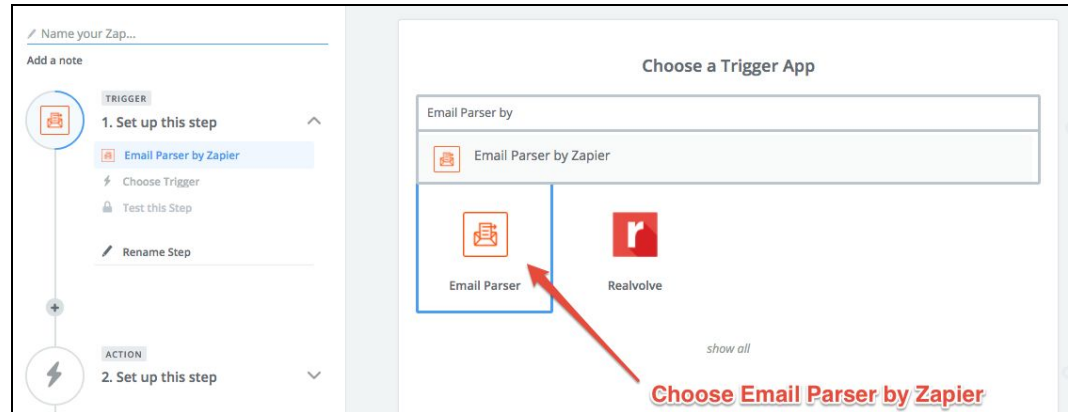 Name your Zap...
Add a note
TRIGGER
1. Set up this step
Email Parser by Zapier
Choose Trigger
Test this Step
Rename Step
ACTION
2. Set up this step
Choose a Trigger App
Email Parser by
Email Parser by Zapier
Email Parser
Realvolve
show all
Choose Email Parser by Zapier